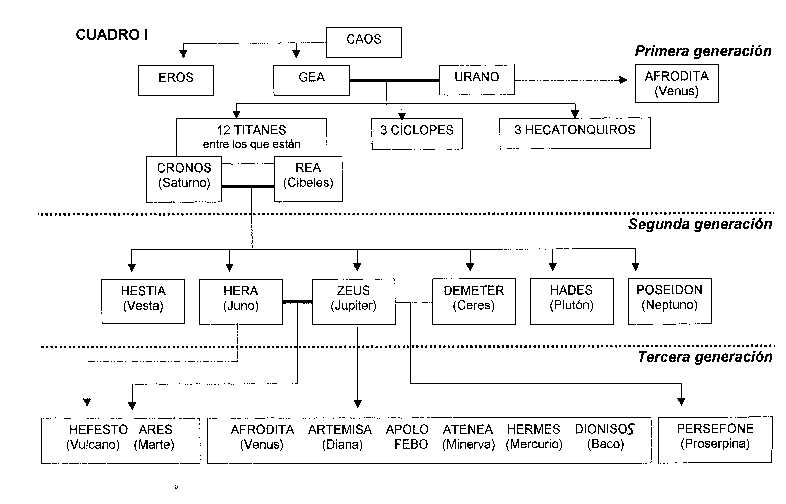 CUADRO I
CAOS
Primera generación
EROS
GEA
URANO
AFRODITA
(Venus)
12 TITANES
entre los que están
3 CÍCLOPES
3 HECATONQUIROS
CRONOS
(Saturno)
REA
(Cibeles)
Segunda generación
HESTIA
(Vesta)
HERA
(Juno)
ZEUS
(Jupiter)
DEMETER
(Ceres)
HADES
(Plutón)
POSEIDON
(Neptuno)
Tercera generación
HEFESTO
(Vulcano)
ARES
(Marte)
AFRODITA
(Venus)
ARTEMISA
(Diana)
APOLO
FEBO
ATENEA
(Minerva)
HERMES
(Mercurio)
DIONISOS
(Baco)
PERSEFONE
(Proserpina)